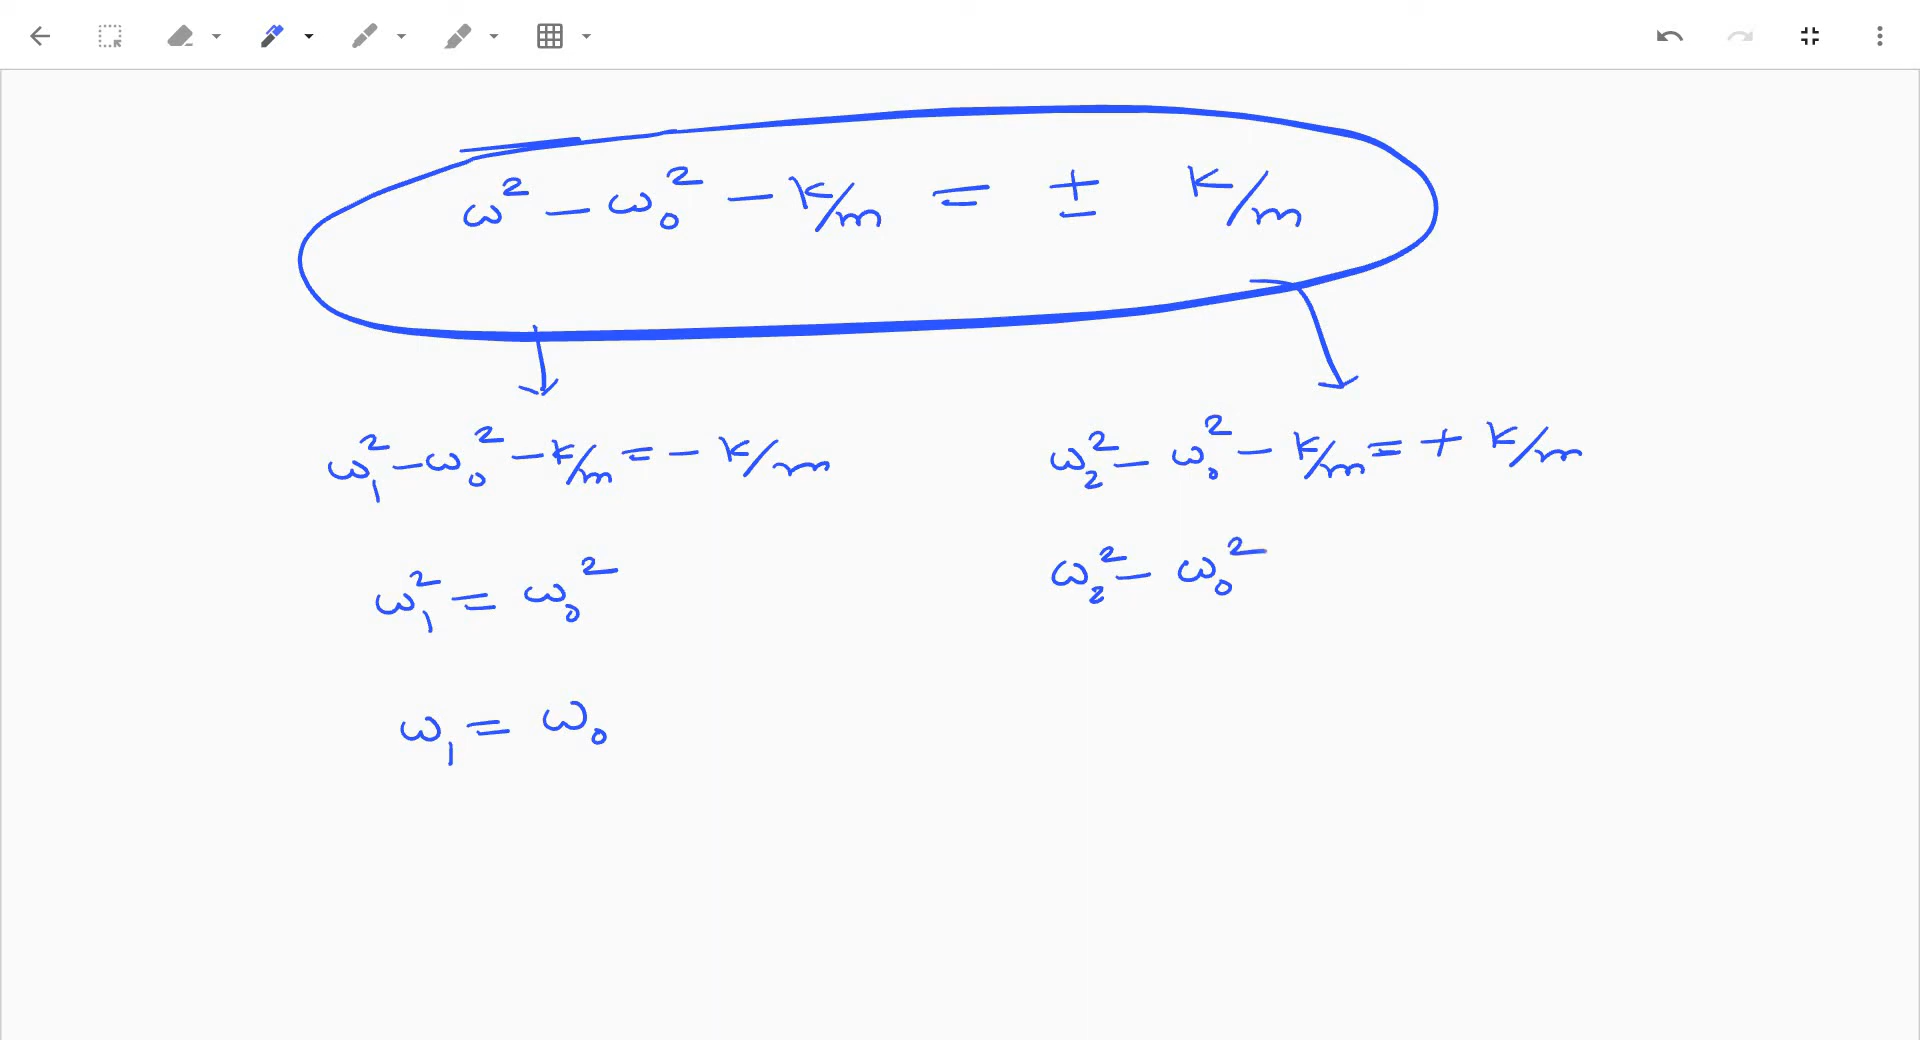 ω² − ω₀² − k/m = ± k/m
ω₁² − ω₀² − k/m = − k/m
ω₁² = ω₀²
ω₁ = ω₀
ω₂² − ω₀² − k/m = + k/m
ω₂² − ω₀²